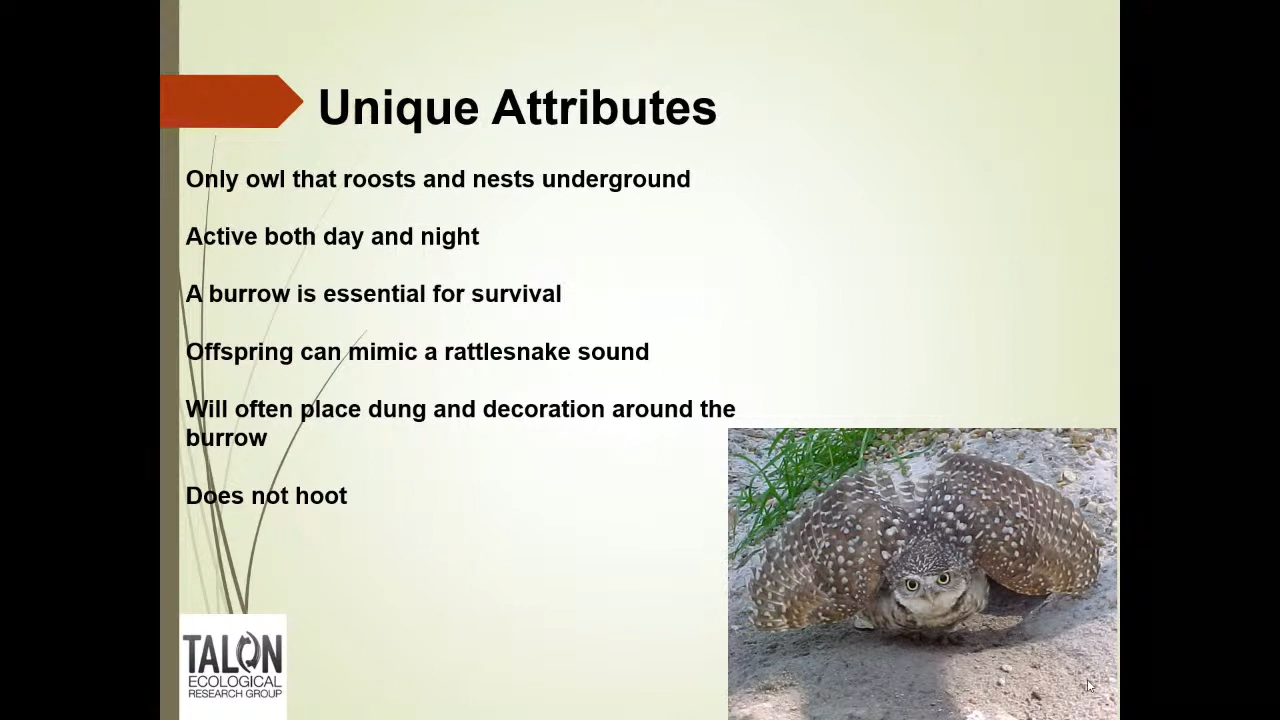 Unique Attributes
Only owl that roosts and nests underground
Active both day and night
A burrow is essential for survival
Offspring can mimic a rattlesnake sound
Will often place dung and decoration around the
burrow
Does not hoot
TALON
ECOLOGICAL
RESEARCH GROUP